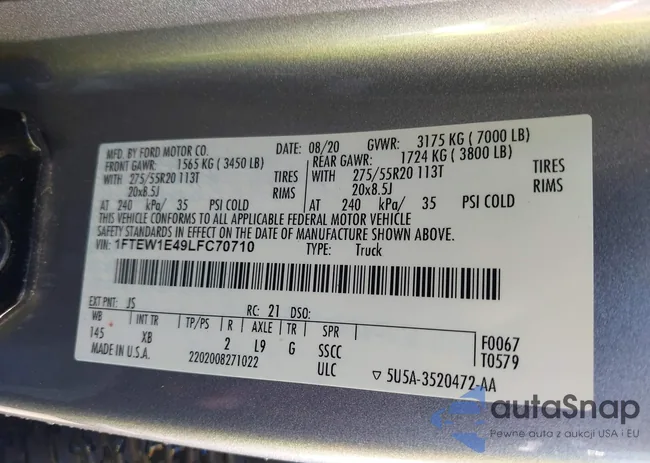 MFD. BY FORD MOTOR CO. DATE: 08/20 GVWR: 3175 KG (7000 LB)
FRONT GAWR: 1565 KG (3450 LB) REAR GAWR: 1724 KG (3800 LB)
WITH 275/55R20 113T TIRES WITH 275/55R20 113T TIRES
20x8.5J RIMS 20x8.5J RIMS
AT 240 kPa/ 35 PSI COLD AT 240 kPa/ 35 PSI COLD
THIS VEHICLE CONFORMS TO ALL APPLICABLE FEDERAL MOTOR VEHICLE
SAFETY STANDARDS IN EFFECT ON THE DATE OF MANUFACTURE SHOWN ABOVE.
VIN: 1FTEW1E49LFC70710 TYPE: Truck
EXT PNT: JS RC: 21 DSO:
WB INT TR TP/PS R AXLE TR SPR F0067
145 XB 2 L9 G SSCC T0579
MADE IN U.S.A. 2202008271022 ULC ▽ 5U5A-3520472-AA
autaSnap
Pewne auta z aukcji USA i EU